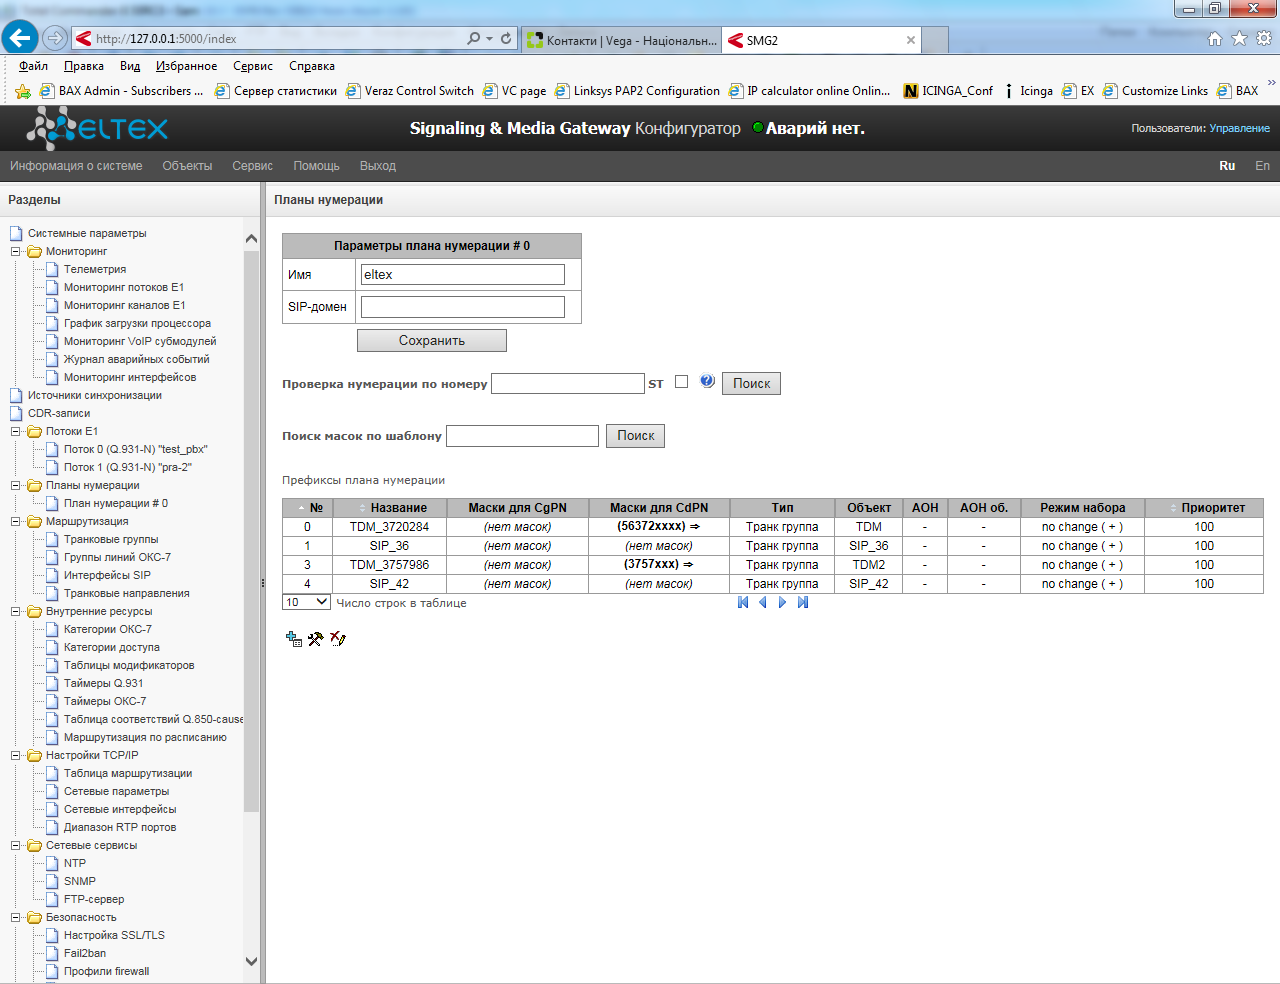 http://127.0.0.1:5000/index
Контакти | Vega - Національн...
SMG2
Файл Правка Вид Избранное Сервис Справка
BAX Admin - Subscribers ... Сервер статистики Veraz Control Switch VC page Linksys PAP2 Configuration IP calculator online Onlin... ICINGA_Conf Icinga EX Customize Links BAX
ELTEX
Signaling & Media Gateway Конфигуратор Аварий нет.
Пользователи: Управление
Информация о системе Объекты Сервис Помощь Выход
Ru En
Разделы
Системные параметры
Мониторинг
Телеметрия
Мониторинг потоков E1
Мониторинг каналов E1
График загрузки процессора
Мониторинг VoIP субмодулей
Журнал аварийных событий
Мониторинг интерфейсов
Источники синхронизации
CDR-записи
Потоки E1
Поток 0 (Q.931-N) "test_pbx"
Поток 1 (Q.931-N) "pra-2"
Планы нумерации
План нумерации # 0
Маршрутизация
Транковые группы
Группы линий ОКС-7
Интерфейсы SIP
Транковые направления
Внутренние ресурсы
Категории ОКС-7
Категории доступа
Таблицы модификаторов
Таймеры Q.931
Таймеры ОКС-7
Таблица соответствий Q.850-cause
Маршрутизация по расписанию
Настройки TCP/IP
Таблица маршрутизации
Сетевые параметры
Сетевые интерфейсы
Диапазон RTP портов
Сетевые сервисы
NTP
SNMP
FTP-сервер
Безопасность
Настройка SSL/TLS
Fail2ban
Профили firewall
Планы нумерации
Параметры плана нумерации # 0
Имя eltex
SIP-домен
Сохранить
Проверка нумерации по номеру ST Поиск
Поиск масок по шаблону Поиск
Префиксы плана нумерации
№ Название Маски для CgPN Маски для CdPN Тип Объект АОН АОН об. Режим набора Приоритет
0 TDM_3720284 (нет масок) (56372xxxx) ⇒ Транк группа TDM - - no change ( + ) 100
1 SIP_36 (нет масок) (нет масок) Транк группа SIP_36 - - no change ( + ) 100
3 TDM_3757986 (нет масок) (3757xxx) ⇒ Транк группа TDM2 - - no change ( + ) 100
4 SIP_42 (нет масок) (нет масок) Транк группа SIP_42 - - no change ( + ) 100
10 Число строк в таблице